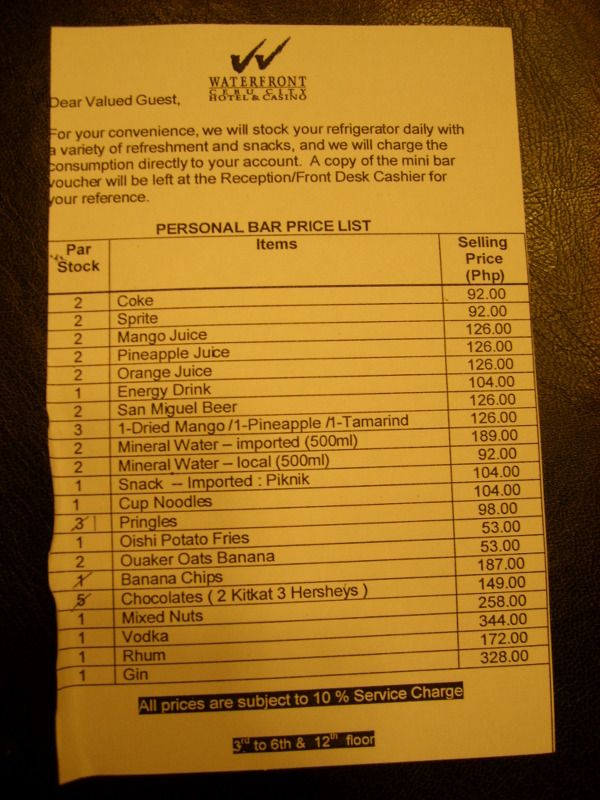 WATERFRONT
CEBU CITY
HOTEL & CASINO
Dear Valued Guest,
For your convenience, we will stock your refrigerator daily with
a variety of refreshment and snacks, and we will charge the
consumption directly to your account. A copy of the mini bar
voucher will be left at the Reception/Front Desk Cashier for
your reference.
PERSONAL BAR PRICE LIST
Par Stock Items Selling Price (Php)
2 Coke 92.00
2 Sprite 92.00
2 Mango Juice 126.00
2 Pineapple Juice 126.00
2 Orange Juice 126.00
1 Energy Drink 104.00
2 San Miguel Beer 126.00
3 1-Dried Mango /1-Pineapple /1-Tamarind 126.00
2 Mineral Water – imported (500ml) 189.00
2 Mineral Water – local (500ml) 92.00
1 Snack – Imported : Piknik 104.00
1 Cup Noodles 104.00
3 1 Pringles 98.00
1 Oishi Potato Fries 53.00
2 Quaker Oats Banana 53.00
1 Banana Chips 187.00
5 Chocolates ( 2 Kitkat 3 Hersheys ) 149.00
1 Mixed Nuts 258.00
1 Vodka 344.00
1 Rhum 172.00
1 Gin 328.00
All prices are subject to 10 % Service Charge
3rd to 6th & 12th floor